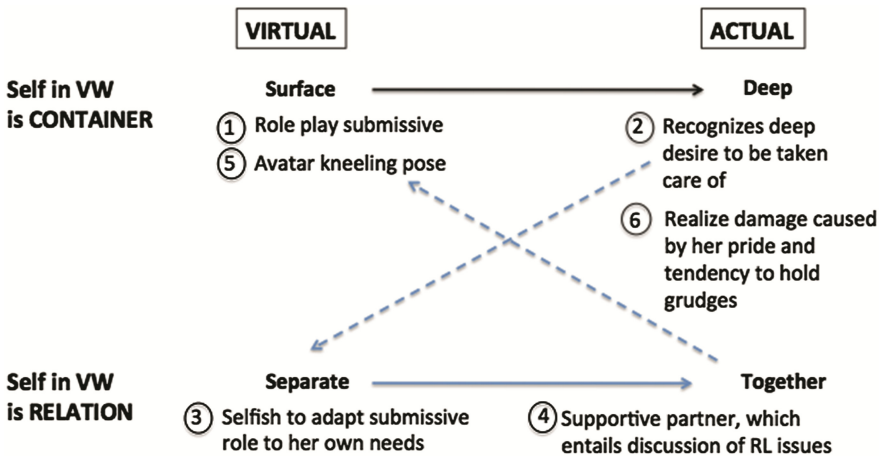 VIRTUAL
ACTUAL
Self in VW
is CONTAINER
Surface
Deep
1 Role play submissive
5 Avatar kneeling pose
2 Recognizes deep
desire to be taken
care of
6 Realize damage caused
by her pride and
tendency to hold
grudges
Self in VW
is RELATION
Separate
Together
3 Selfish to adapt submissive
role to her own needs
4 Supportive partner, which
entails discussion of RL issues